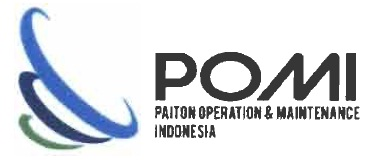 POMI
PAITON OPERATION & MAINTENANCE
INDONESIA